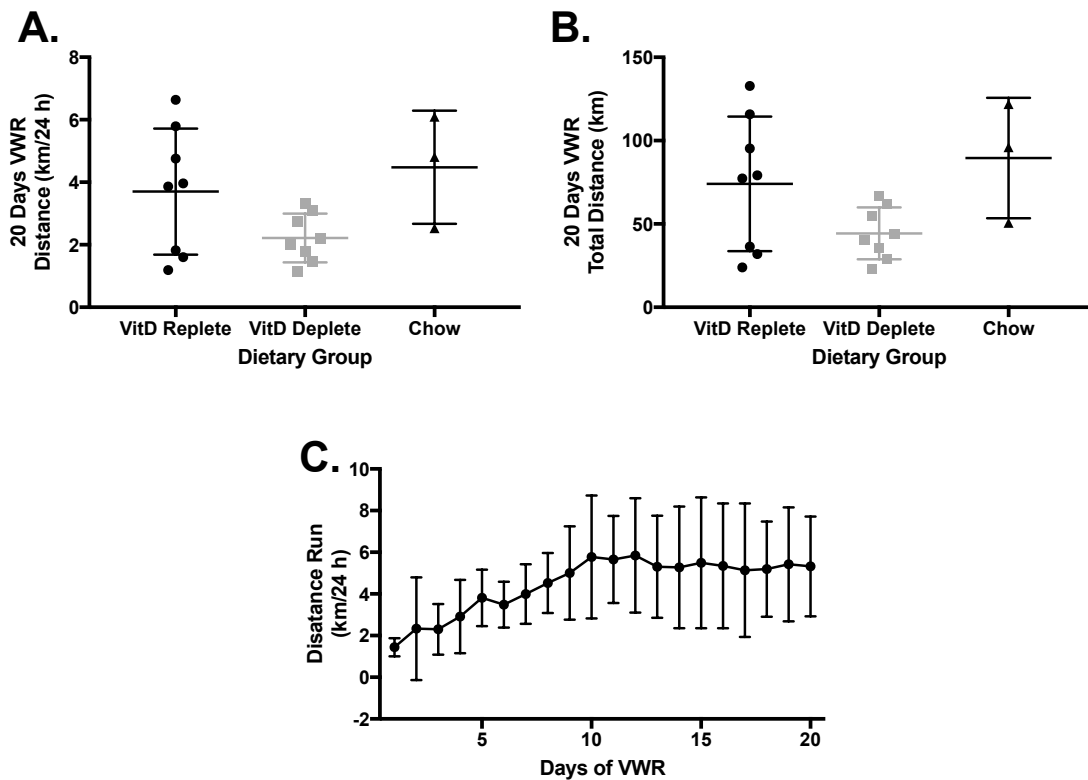 A.
20 Days VWR
Distance (km/24 h)
8
6
4
2
0
VitD Replete VitD Deplete Chow
Dietary Group
B.
20 Days VWR
Total Distance (km)
150
100
50
0
VitD Replete VitD Deplete Chow
Dietary Group
C.
Disatance Run
(km/24 h)
10
8
6
4
2
0
-2
5 10 15 20
Days of VWR